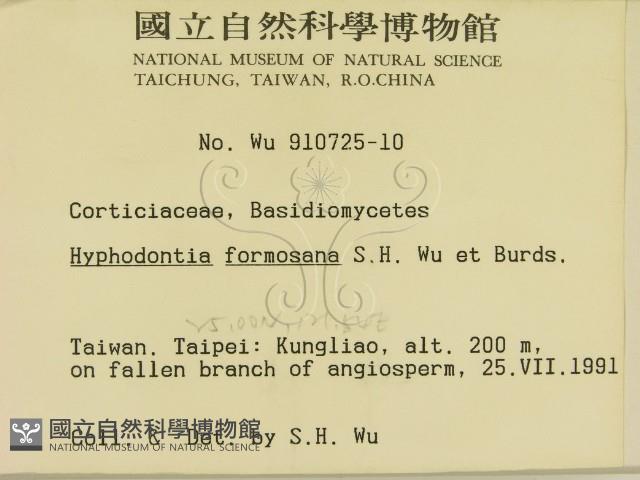 國立自然科學博物館
NATIONAL MUSEUM OF NATURAL SCIENCE
TAICHUNG, TAIWAN, R.O.CHINA
No. Wu 910725-10
Corticiaceae, Basidiomycetes
Hyphodontia formosana S.H. Wu et Burds.
Taiwan. Taipei: Kungliao, alt. 200 m,
on fallen branch of angiosperm, 25.VII.1991
Coll. & Det. by S.H. Wu
國立自然科學博物館
NATIONAL MUSEUM OF NATURAL SCIENCE